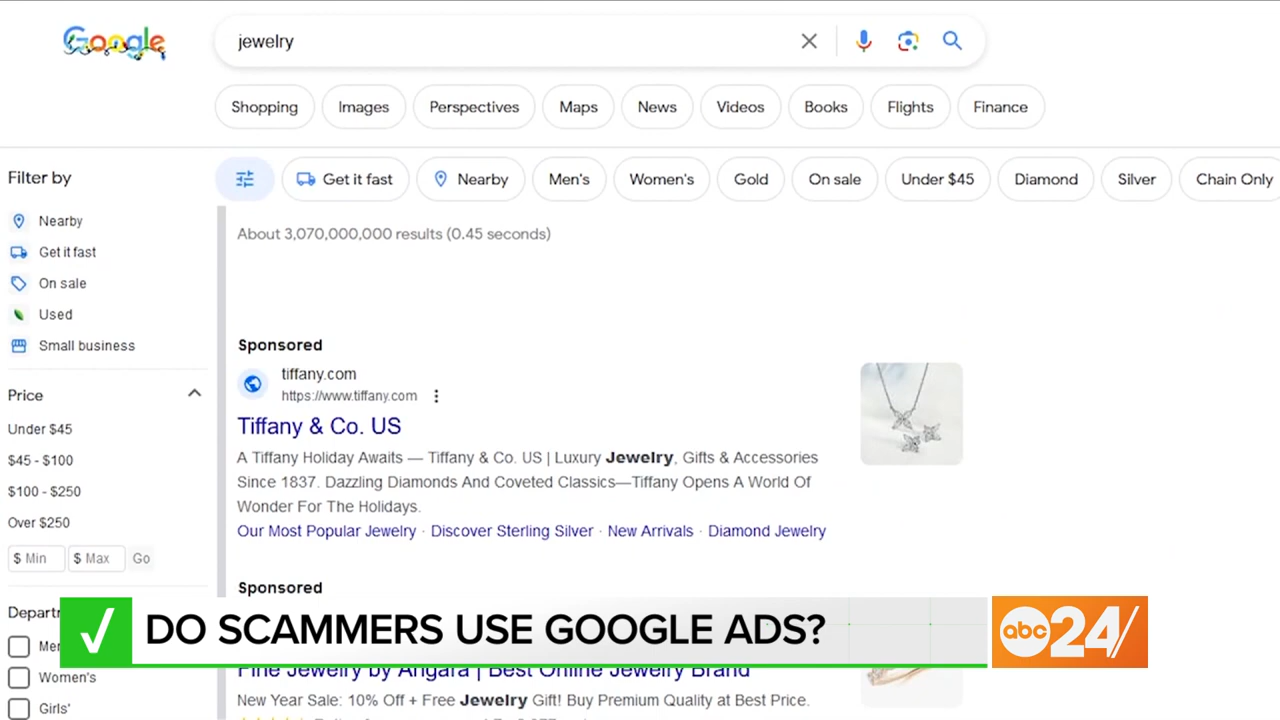 Google
jewelry
Shopping
Images
Perspectives
Maps
News
Videos
Books
Flights
Finance
Filter by
Get it fast
Nearby
Men's
Women's
Gold
On sale
Under $45
Diamond
Silver
Chain Only
Nearby
Get it fast
On sale
Used
Small business
Price
Under $45
$45 - $100
$100 - $250
Over $250
$ Min
$ Max
Go
About 3,070,000,000 results (0.45 seconds)
Sponsored
tiffany.com
https://www.tiffany.com
Tiffany & Co. US
A Tiffany Holiday Awaits — Tiffany & Co. US | Luxury Jewelry, Gifts & Accessories
Since 1837. Dazzling Diamonds And Coveted Classics—Tiffany Opens A World Of
Wonder For The Holidays.
Our Most Popular Jewelry · Discover Sterling Silver · New Arrivals · Diamond Jewelry
Sponsored
DO SCAMMERS USE GOOGLE ADS?
abc24/
Women's
Girls'
Fine Jewelry by Angara | Best Online Jewelry Brand
New Year Sale: 10% Off + Free Jewelry Gift! Buy Premium Quality at Best Price.